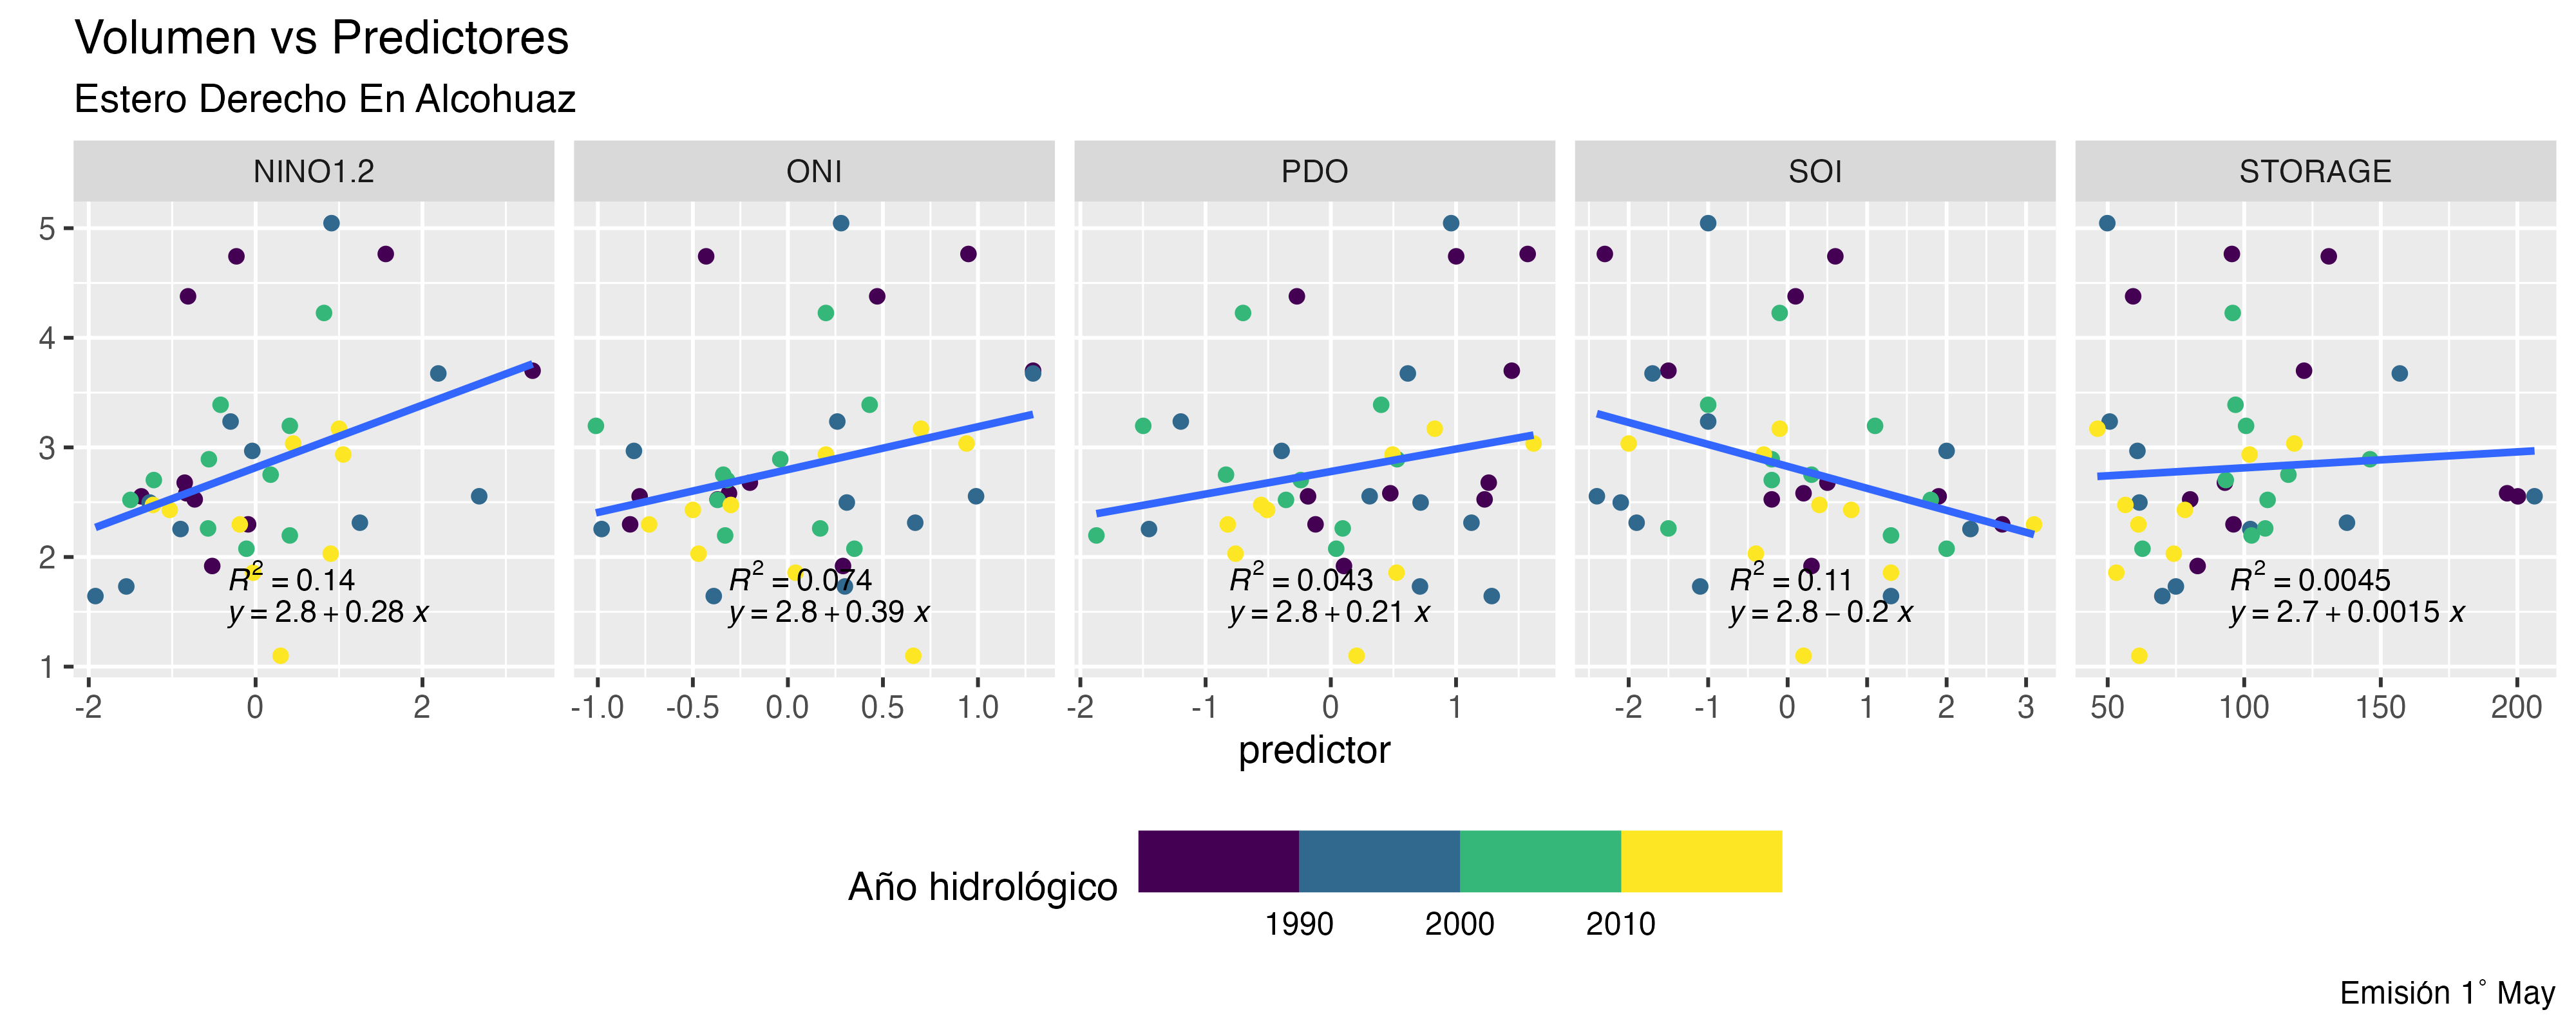 Volumen vs Predictores
Estero Derecho En Alcohuaz
NINO1.2 ONI PDO SOI STORAGE
5
4
3
2
1
R² = 0.14 R² = 0.074 R² = 0.043 R² = 0.11 R² = 0.0045
y = 2.8 + 0.28 x y = 2.8 + 0.39 x y = 2.8 + 0.21 x y = 2.8 − 0.2 x y = 2.7 + 0.0015 x
-2 0 2 -1.0 -0.5 0.0 0.5 1.0 -2 -1 0 1 -2 -1 0 1 2 3 50 100 150 200
predictor
Año hidrológico
1990 2000 2010
Emisión 1° May